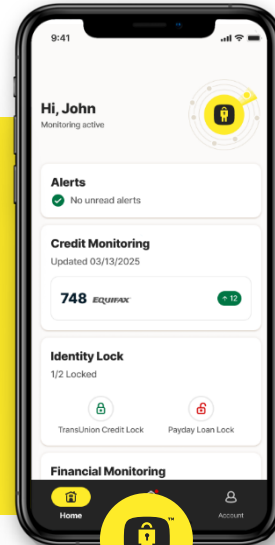 9:41
Hi, John
Monitoring active
Alerts
No unread alerts
Credit Monitoring
Updated 03/13/2025
748 EQUIFAX ↑ 12
Identity Lock
1/2 Locked
TransUnion Credit Lock Payday Loan Lock
Financial Monitoring
Home Account
TM